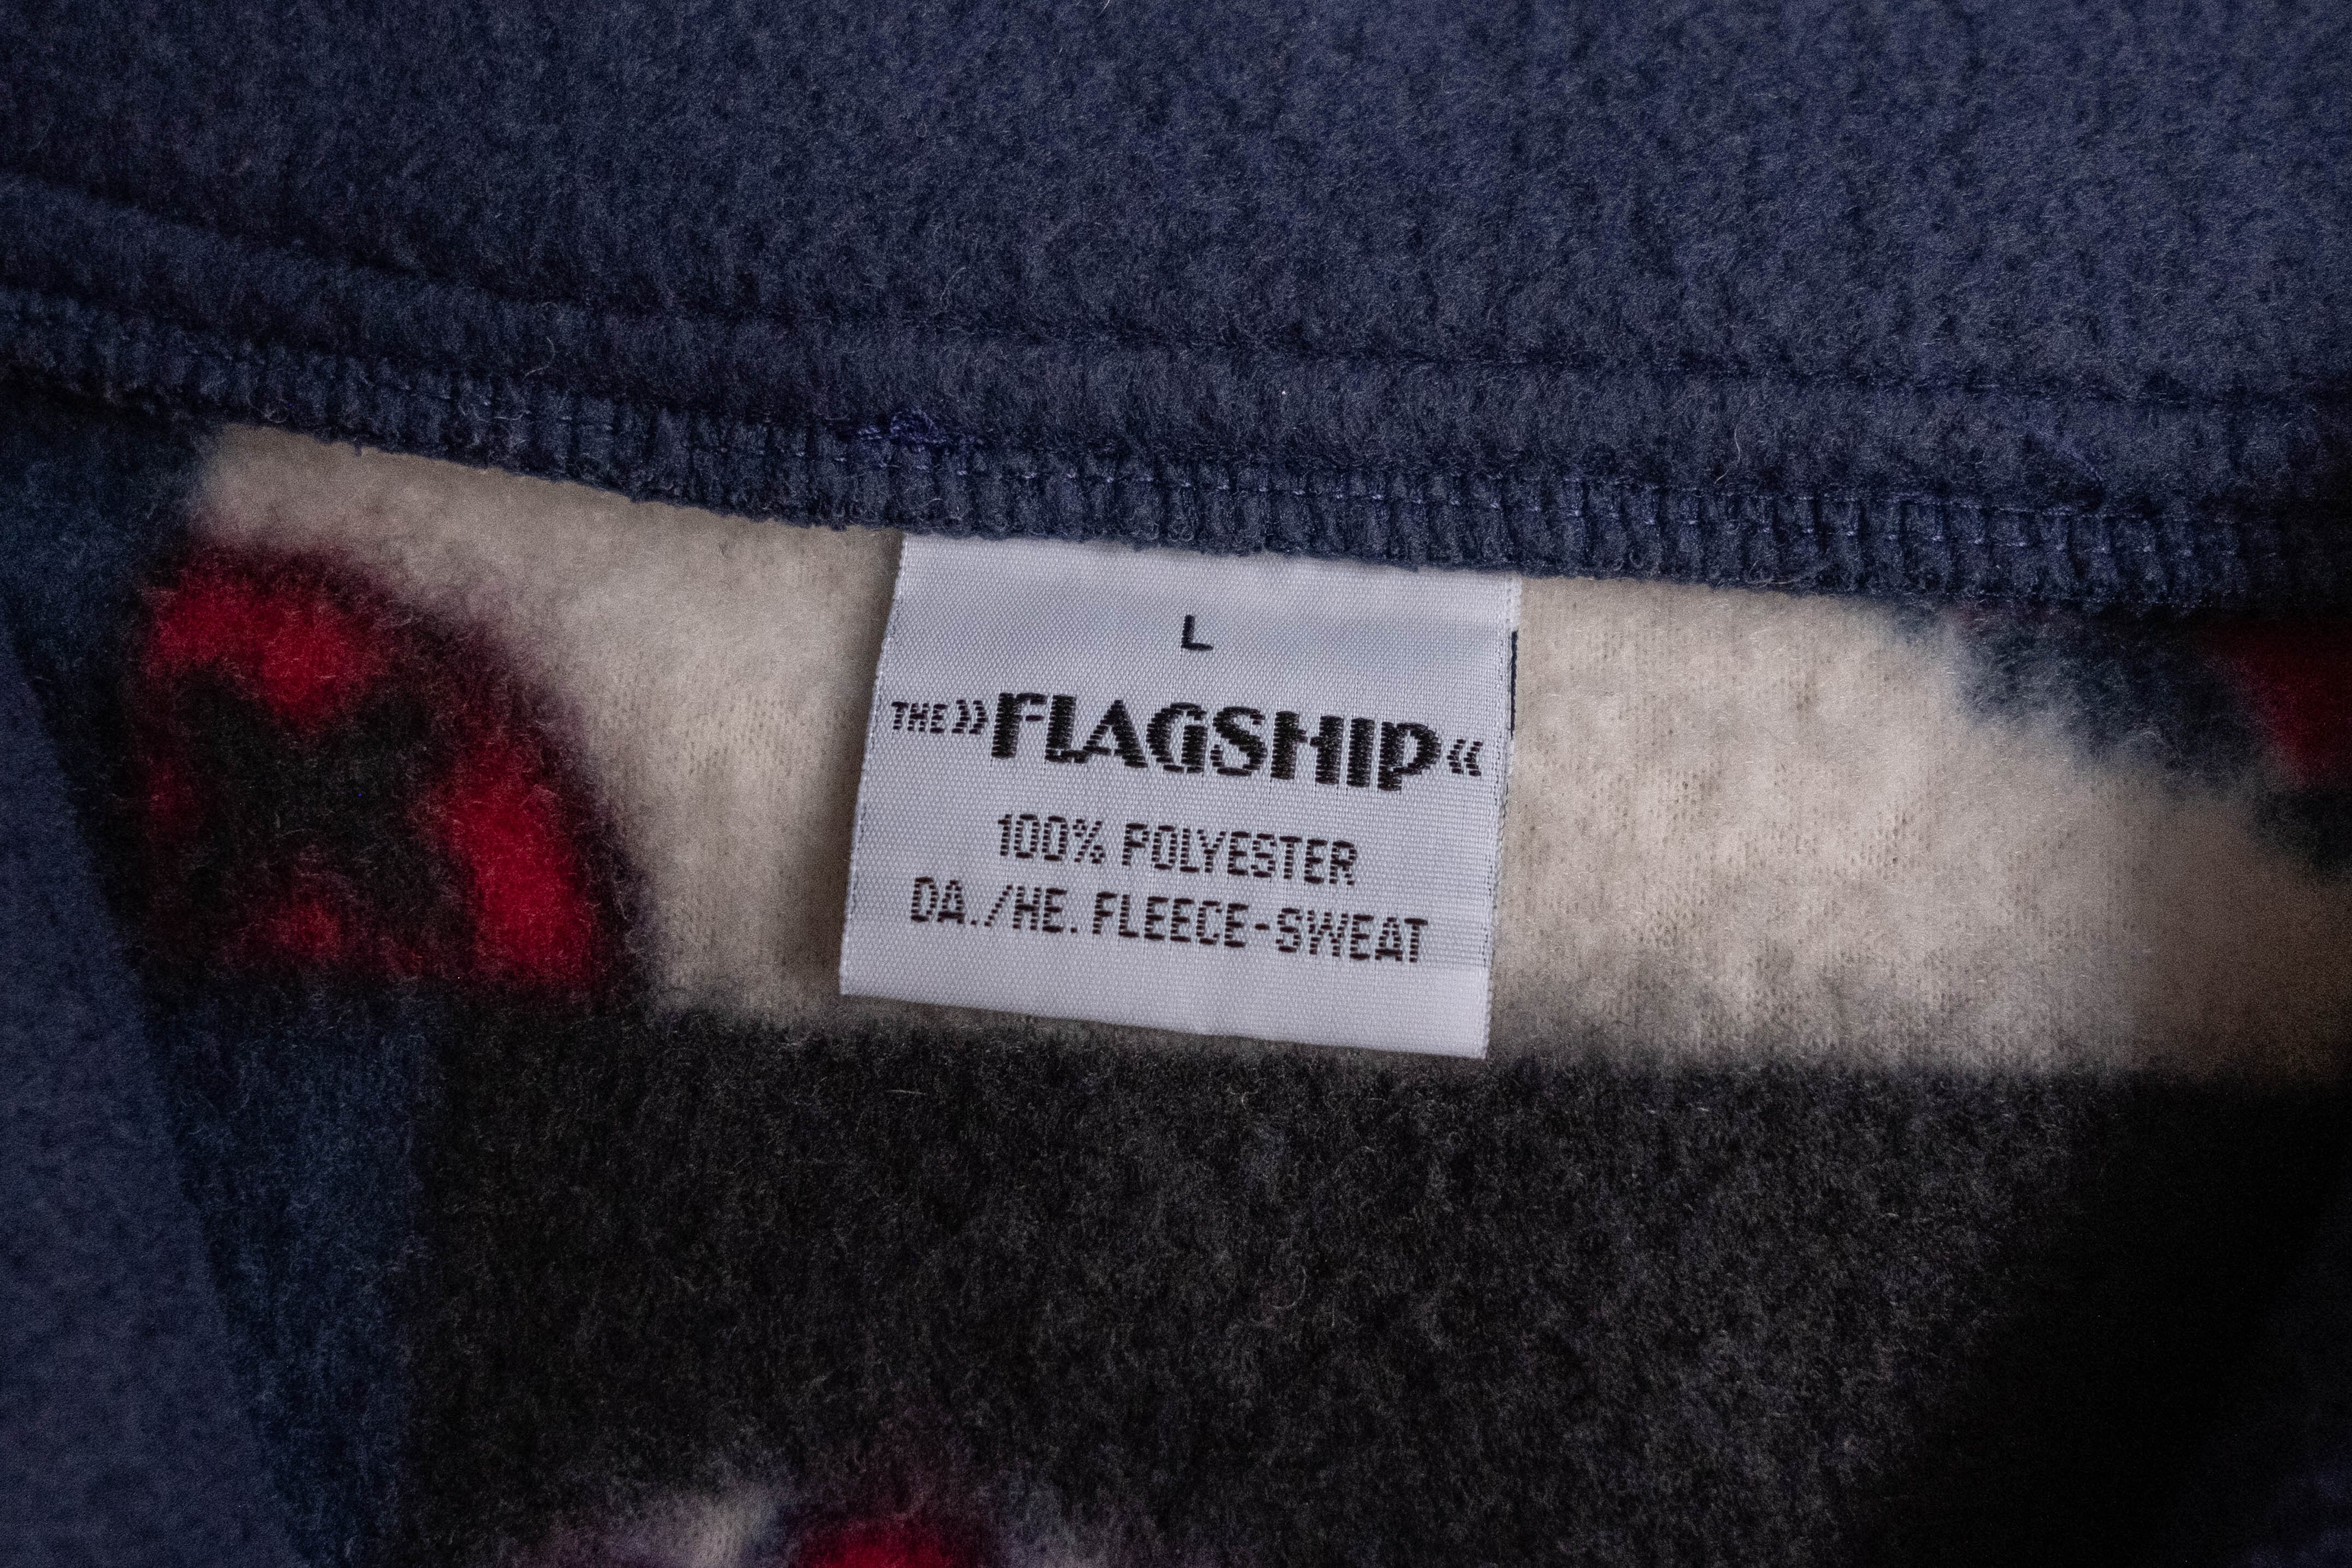 L
THE »FLAGSHIP«
100% POLYESTER
DA./HE. FLEECE-SWEAT